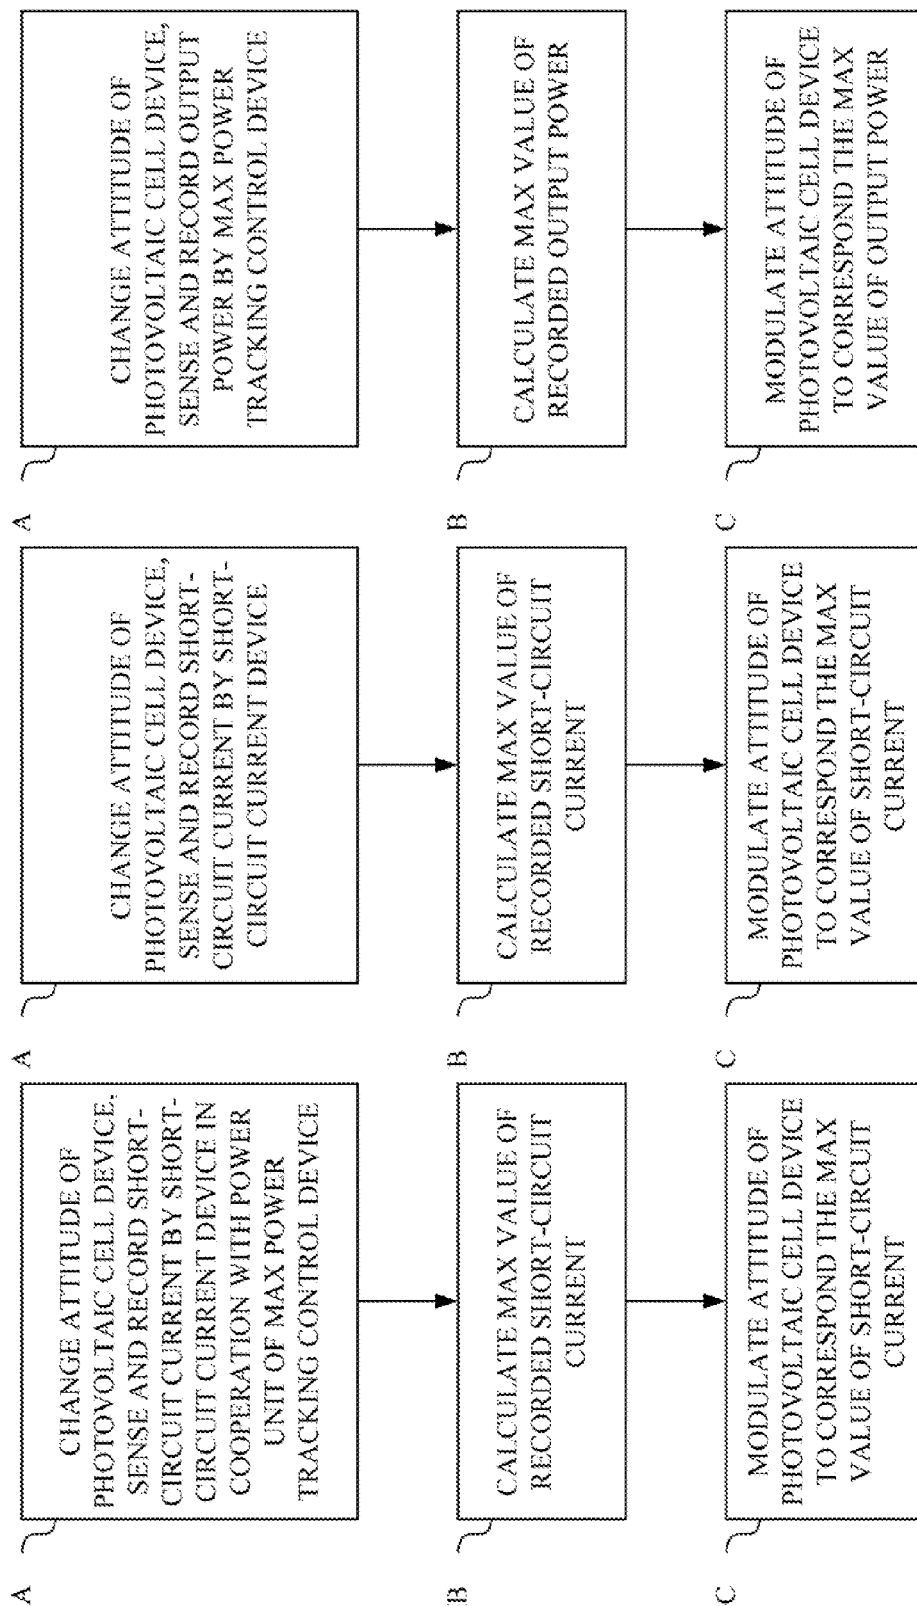 A
CHANGE ATTITUDE OF
PHOTOVOLTAIC CELL DEVICE,
SENSE AND RECORD SHORT-
CIRCUIT CURRENT BY SHORT-
CIRCUIT CURRENT DEVICE IN
COOPERATION WITH POWER
UNIT OF MAX POWER
TRACKING CONTROL DEVICE
B
CALCULATE MAX VALUE OF
RECORDED SHORT-CIRCUIT
CURRENT
C
MODULATE ATTITUDE OF
PHOTOVOLTAIC CELL DEVICE
TO CORRESPOND THE MAX
VALUE OF SHORT-CIRCUIT
CURRENT
A
CHANGE ATTITUDE OF
PHOTOVOLTAIC CELL DEVICE,
SENSE AND RECORD SHORT-
CIRCUIT CURRENT BY SHORT-
CIRCUIT CURRENT DEVICE
B
CALCULATE MAX VALUE OF
RECORDED SHORT-CIRCUIT
CURRENT
C
MODULATE ATTITUDE OF
PHOTOVOLTAIC CELL DEVICE
TO CORRESPOND THE MAX
VALUE OF SHORT-CIRCUIT
CURRENT
A
CHANGE ATTITUDE OF
PHOTOVOLTAIC CELL DEVICE,
SENSE AND RECORD OUTPUT
POWER BY MAX POWER
TRACKING CONTROL DEVICE
B
CALCULATE MAX VALUE OF
RECORDED OUTPUT POWER
C
MODULATE ATTITUDE OF
PHOTOVOLTAIC CELL DEVICE
TO CORRESPOND THE MAX
VALUE OF OUTPUT POWER